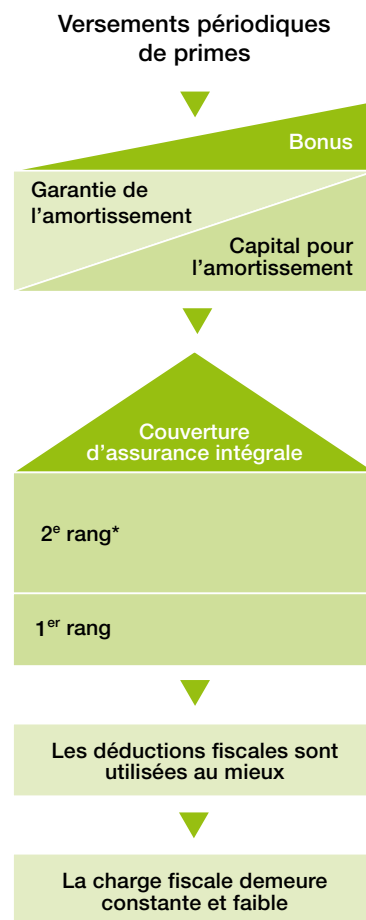 Versements périodiques
de primes
Bonus
Garantie de
l’amortissement
Capital pour
l’amortissement
Couverture
d’assurance intégrale
2e rang*
1er rang
Les déductions fiscales sont
utilisées au mieux
La charge fiscale demeure
constante et faible